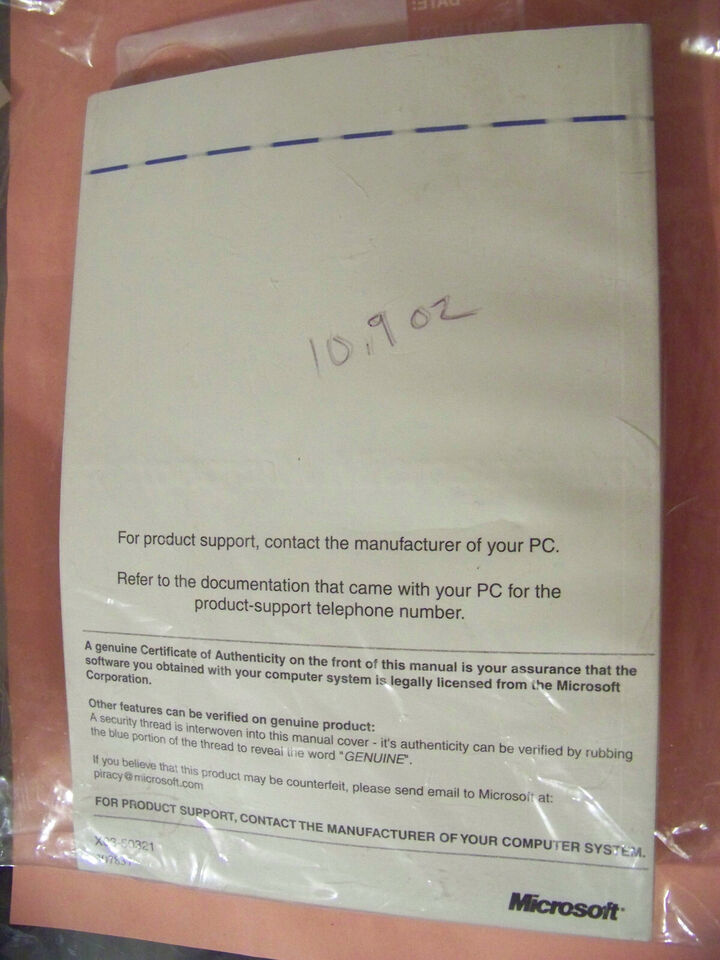 DATE:
10.9 02
For product support, contact the manufacturer of your PC.
Refer to the documentation that came with your PC for the
product-support telephone number.
A genuine Certificate of Authenticity on the front of this manual is your assurance that the
software you obtained with your computer system is legally licensed from the Microsoft
Corporation.
Other features can be verified on genuine product:
A security thread is interwoven into this manual cover - it's authenticity can be verified by rubbing
the blue portion of the thread to reveal the word "GENUINE".
If you believe that this product may be counterfeit, please send email to Microsoft at:
piracy@microsoft.com
FOR PRODUCT SUPPORT, CONTACT THE MANUFACTURER OF YOUR COMPUTER SYSTEM.
Microsoft